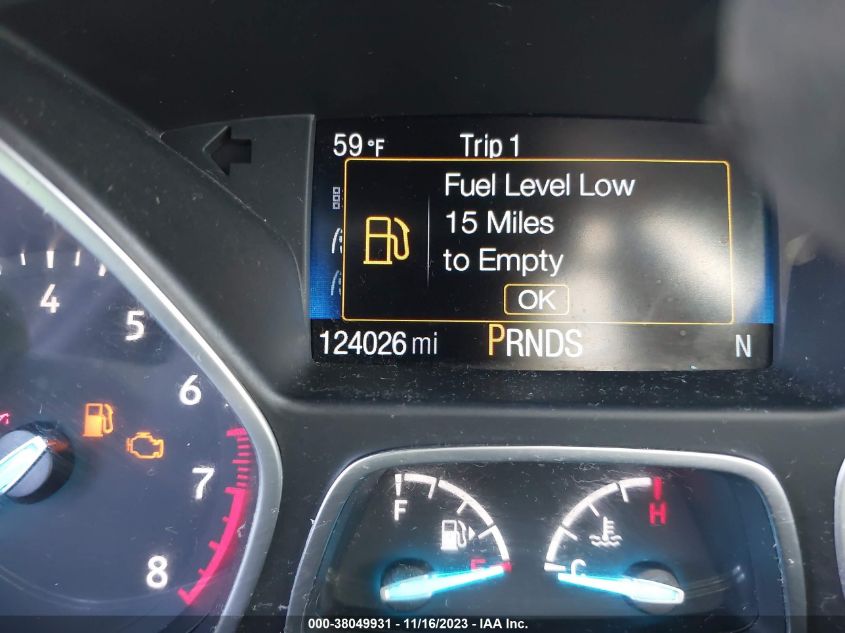 59 °F Trip 1
Fuel Level Low
15 Miles
to Empty
OK
124026 mi PRNDS N
4
5
6
7
8
F
E
C
H
000-38049931 - 11/16/2023 - IAA Inc.